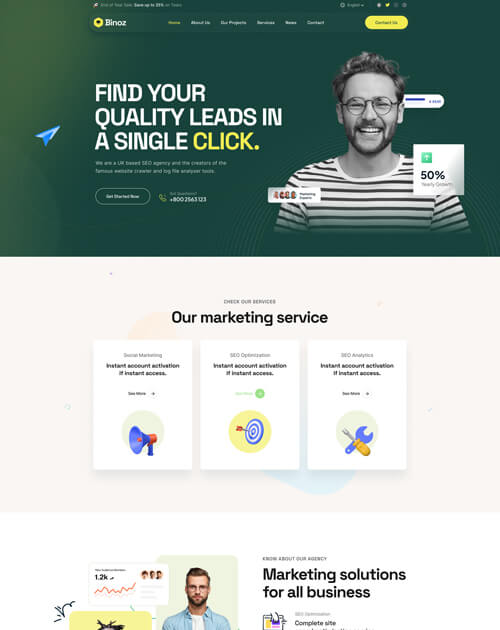 End of Year Sale. Save up to 25% on Tasks
English
Binoz
Home
About Us
Our Projects
Services
News
Contact
Contact Us
FIND YOUR
QUALITY LEADS IN
A SINGLE CLICK.
We are a UK based SEO agency and the creators of the
famous website crawler and log file analyser tools.
Get Started Now
Got Questions?
+800 2563 123
Marketing
Experts
50%
Yearly Growth
CHECK OUR SERVICES
Our marketing service
Social Marketing
Instant account activation
if instant access.
See More
SEO Optimization
Instant account activation
if instant access.
See More
SEO Analytics
Instant account activation
if instant access.
See More
1.2k
KNOW ABOUT OUR AGENCY
Marketing solutions
for all business
SEO Optimization
Complete site